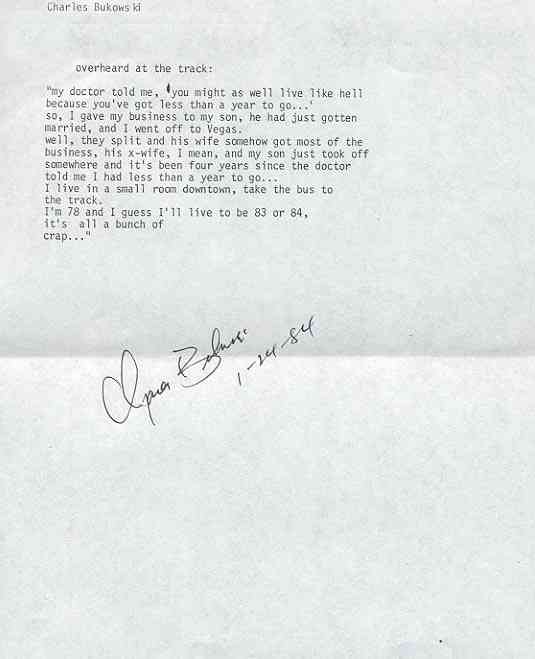 Charles Bukowski
overheard at the track:
"my doctor told me, 'you might as well live like hell
because you've got less than a year to go...'
so, I gave my business to my son, he had just gotten
married, and I went off to Vegas.
well, they split and his wife somehow got most of the
business, his x-wife, I mean, and my son just took off
somewhere and it's been four years since the doctor
told me I had less than a year to go...
I live in a small room downtown, take the bus to
the track.
I'm 78 and I guess I'll live to be 83 or 84,
it's all a bunch of
crap..."
Charles Bukowski
1-24-84